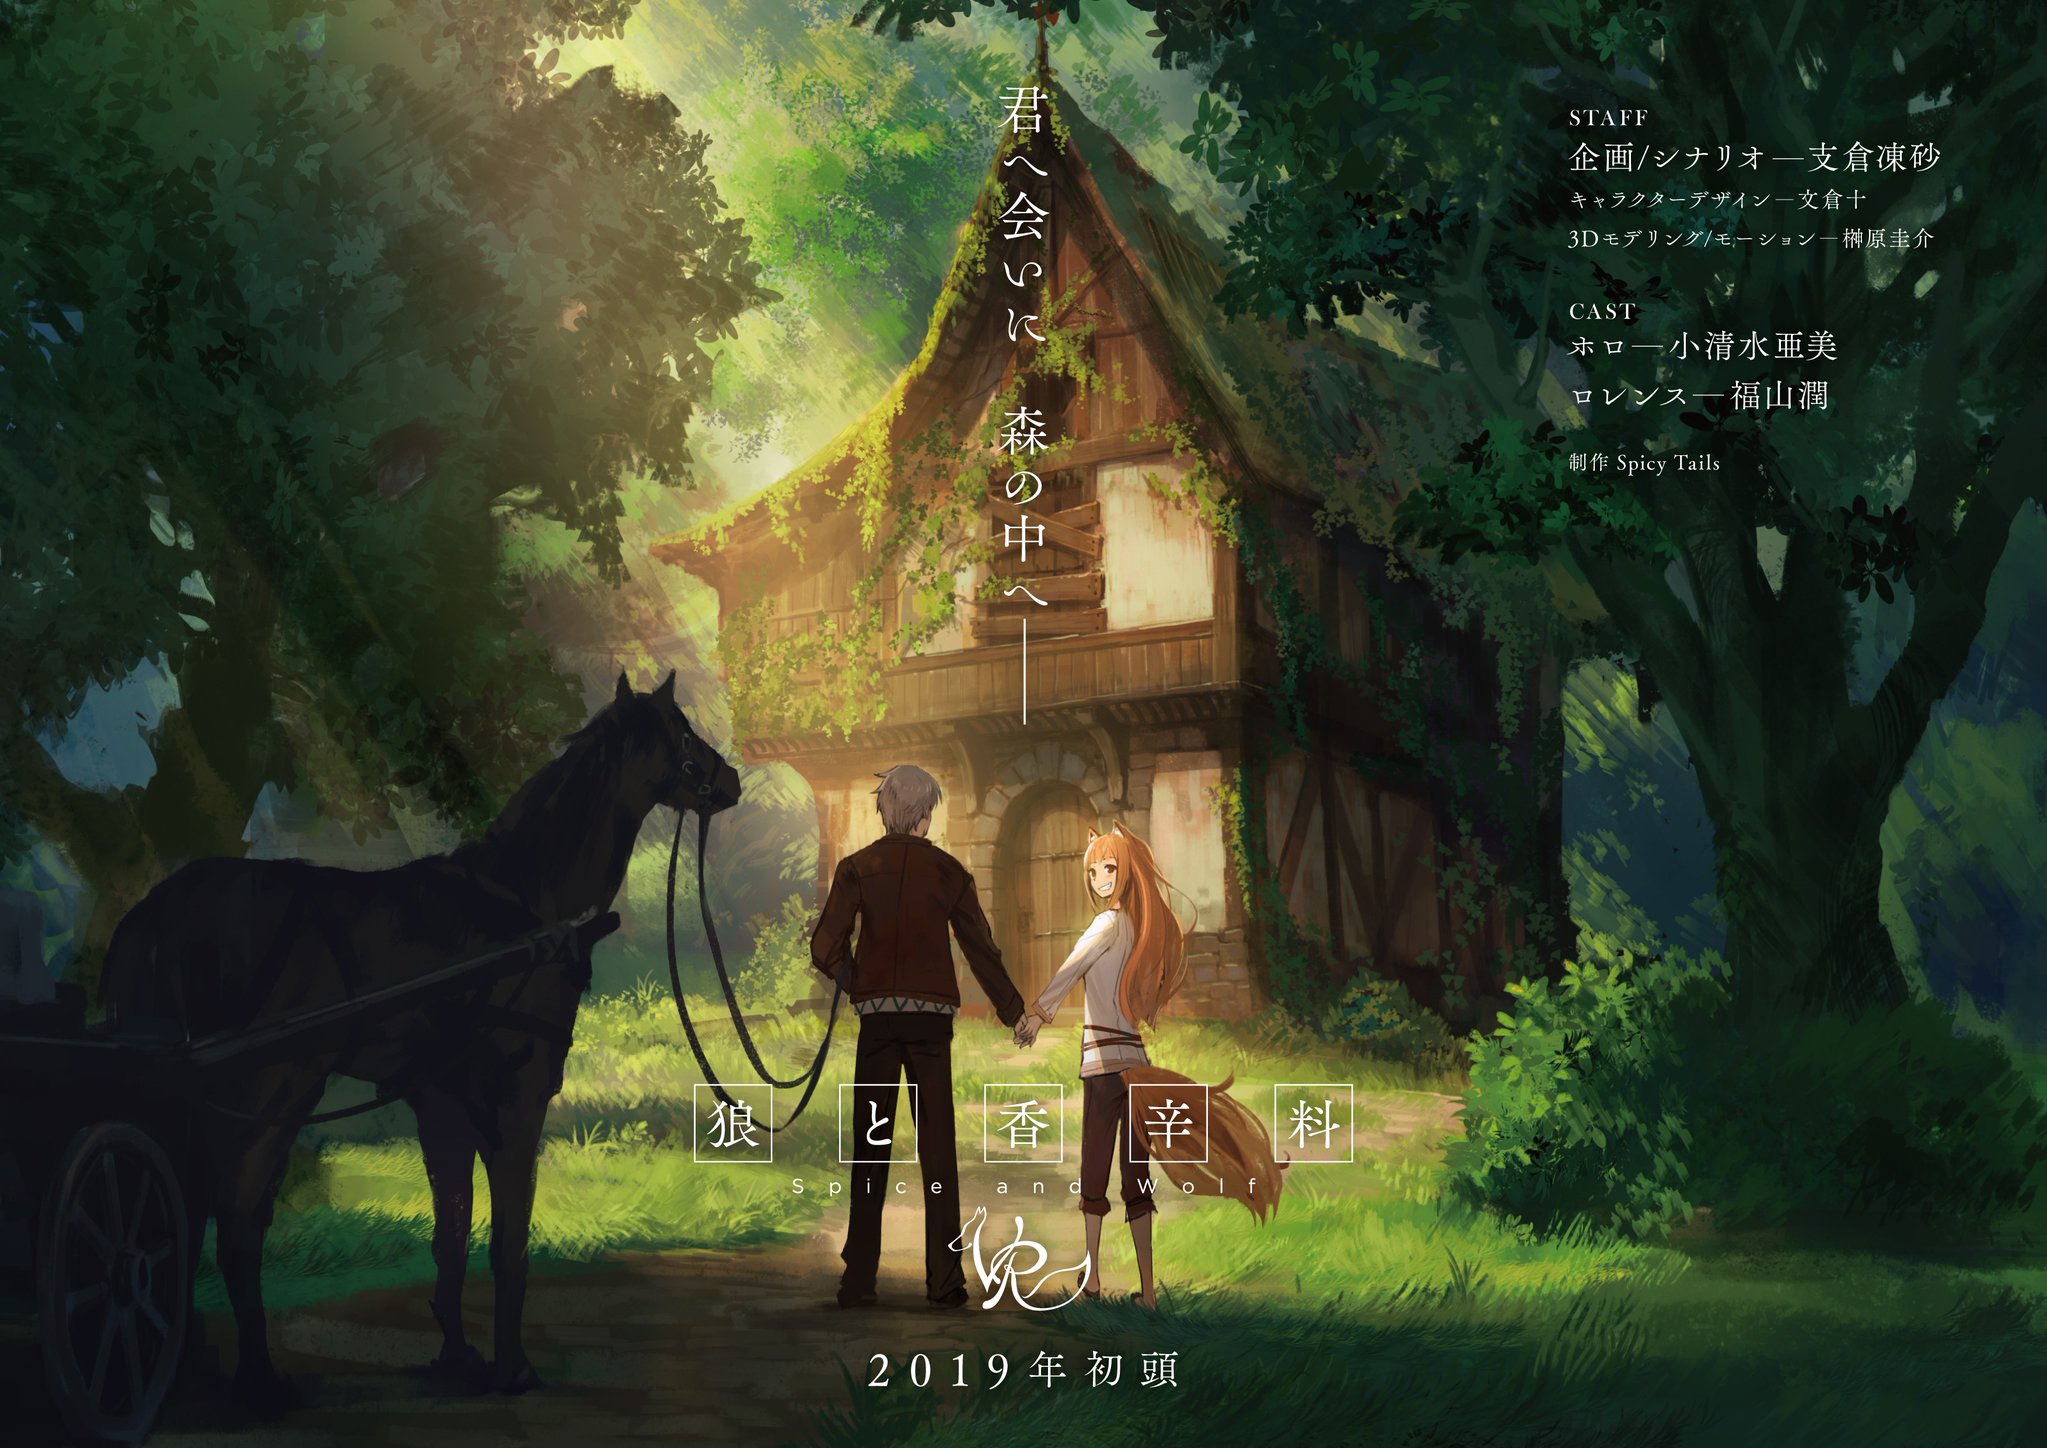 君へ会いに 森の中へ――
STAFF
企画/シナリオ―支倉凍砂
キャラクターデザイン―文倉十
3Dモデリング/モーション―榊原圭介
CAST
ホロ―小清水亜美
ロレンス―福山潤
制作 Spicy Tails
狼と香辛料
Spice and Wolf
2019年初頭